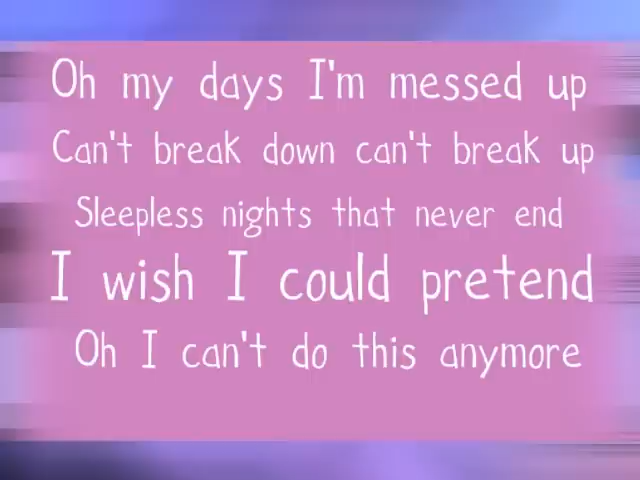 Oh my days I'm messed up
Can't break down can't break up
Sleepless nights that never end
I wish I could pretend
Oh I can't do this anymore